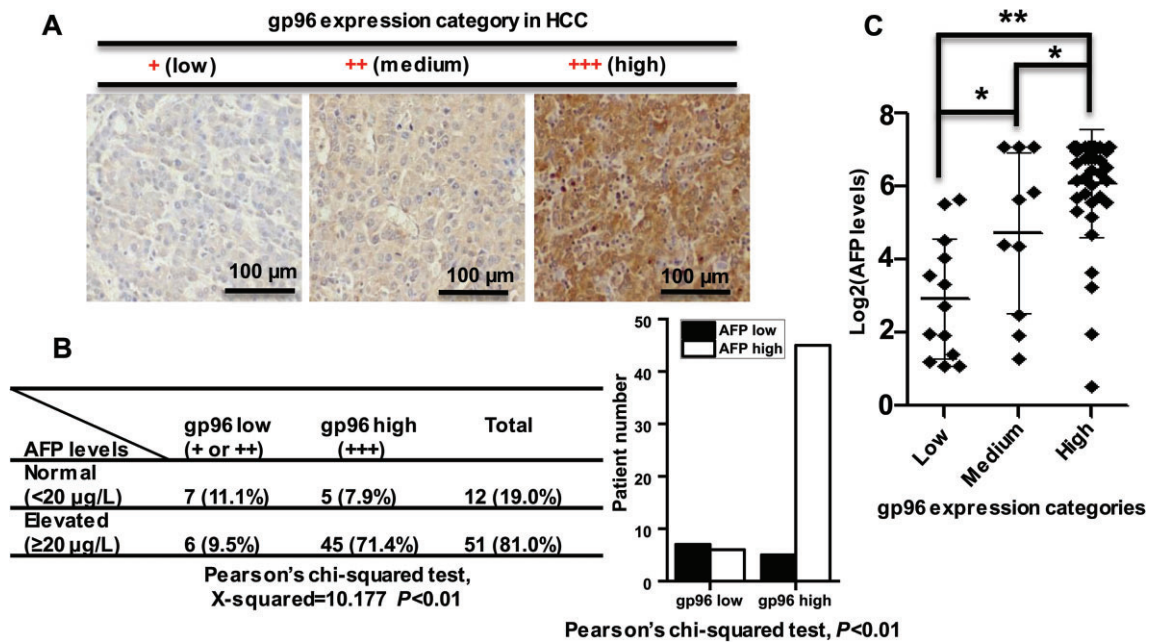 A
gp96 expression category in HCC
+ (low)
++ (medium)
+++ (high)
100 µm
100 µm
100 µm
B
AFP levels
gp96 low
(+ or ++)
gp96 high
(+++)
Total
Normal
(<20 µg/L)
7 (11.1%)
5 (7.9%)
12 (19.0%)
Elevated
(≥20 µg/L)
6 (9.5%)
45 (71.4%)
51 (81.0%)
Pearson's chi-squared test,
X-squared=10.177 P<0.01
50
40
30
20
10
0
Patient number
AFP low
AFP high
gp96 low
gp96 high
Pearson's chi-squared test, P<0.01
C
**
*
*
8
6
4
2
0
Log2(AFP levels)
Low
Medium
High
gp96 expression categories